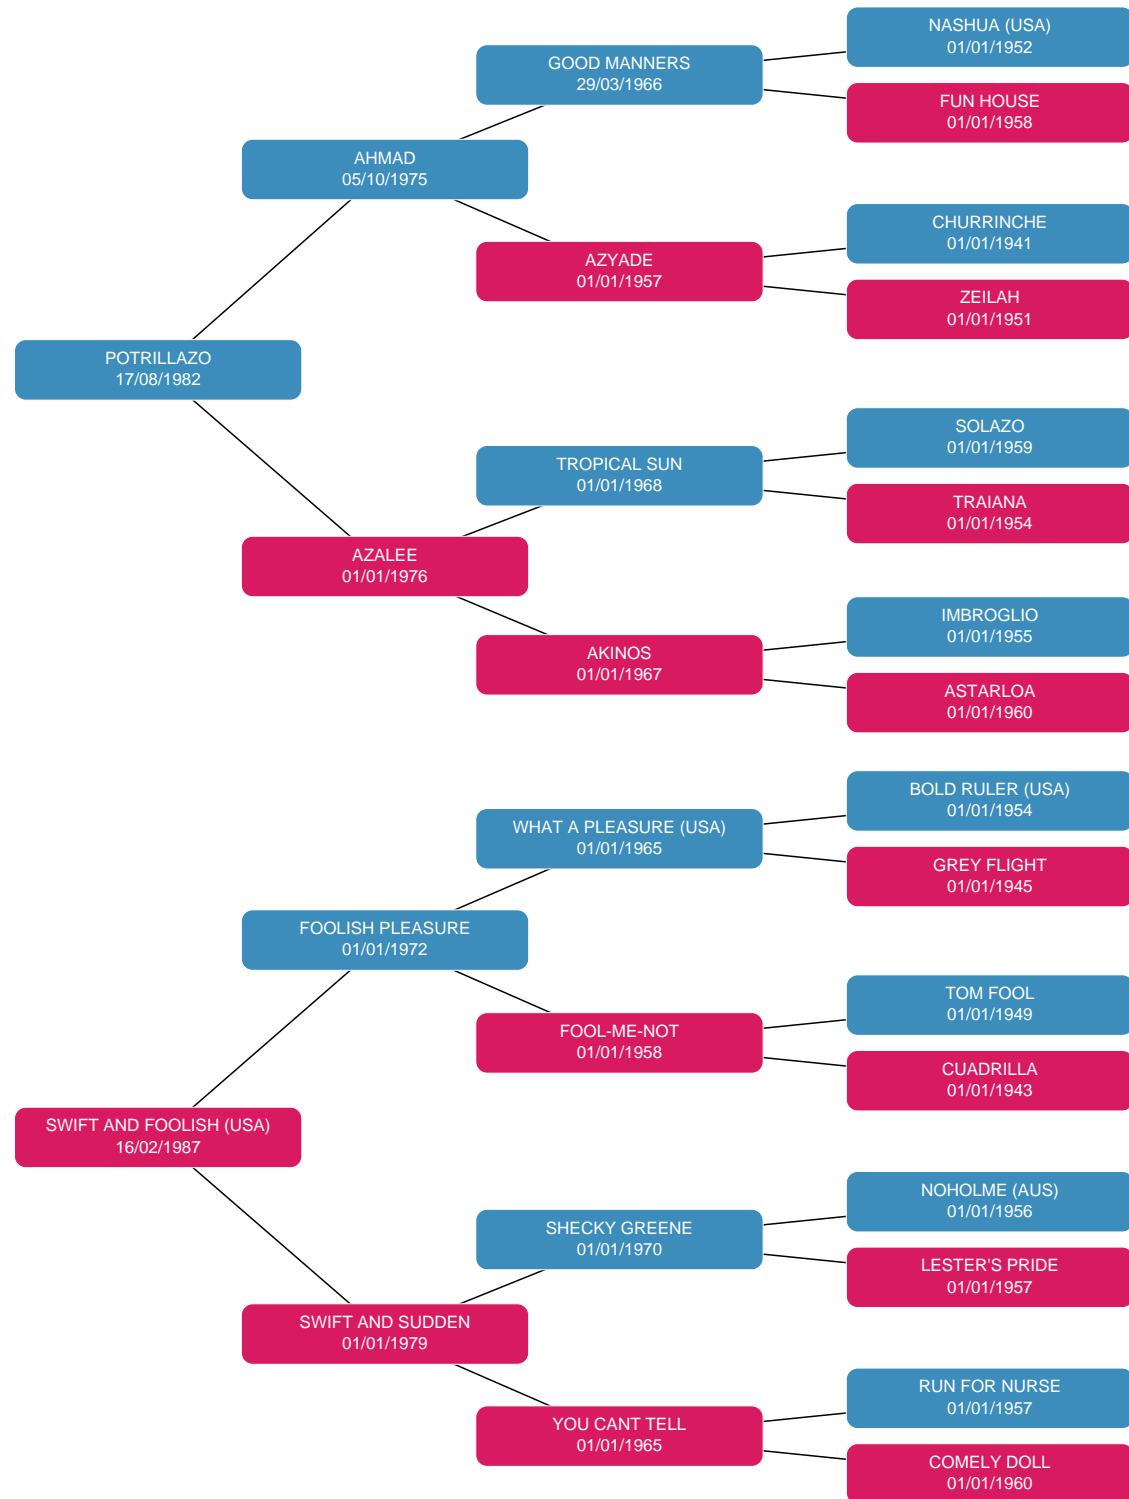 NASHUA (USA)
01/01/1952
GOOD MANNERS
29/03/1966
FUN HOUSE
01/01/1958
AHMAD
05/10/1975
CHURRINCHE
01/01/1941
AZYADE
01/01/1957
ZEILAH
01/01/1951
POTRILLAZO
17/08/1982
SOLAZO
01/01/1959
TROPICAL SUN
01/01/1968
TRAIANA
01/01/1954
AZALEE
01/01/1976
IMBROGLIO
01/01/1955
AKINOS
01/01/1967
ASTARLOA
01/01/1960
BOLD RULER (USA)
01/01/1954
WHAT A PLEASURE (USA)
01/01/1965
GREY FLIGHT
01/01/1945
FOOLISH PLEASURE
01/01/1972
TOM FOOL
01/01/1949
FOOL-ME-NOT
01/01/1958
CUADRILLA
01/01/1943
SWIFT AND FOOLISH (USA)
16/02/1987
NOHOLME (AUS)
01/01/1956
SHECKY GREENE
01/01/1970
LESTER'S PRIDE
01/01/1957
SWIFT AND SUDDEN
01/01/1979
RUN FOR NURSE
01/01/1957
YOU CANT TELL
01/01/1965
COMELY DOLL
01/01/1960